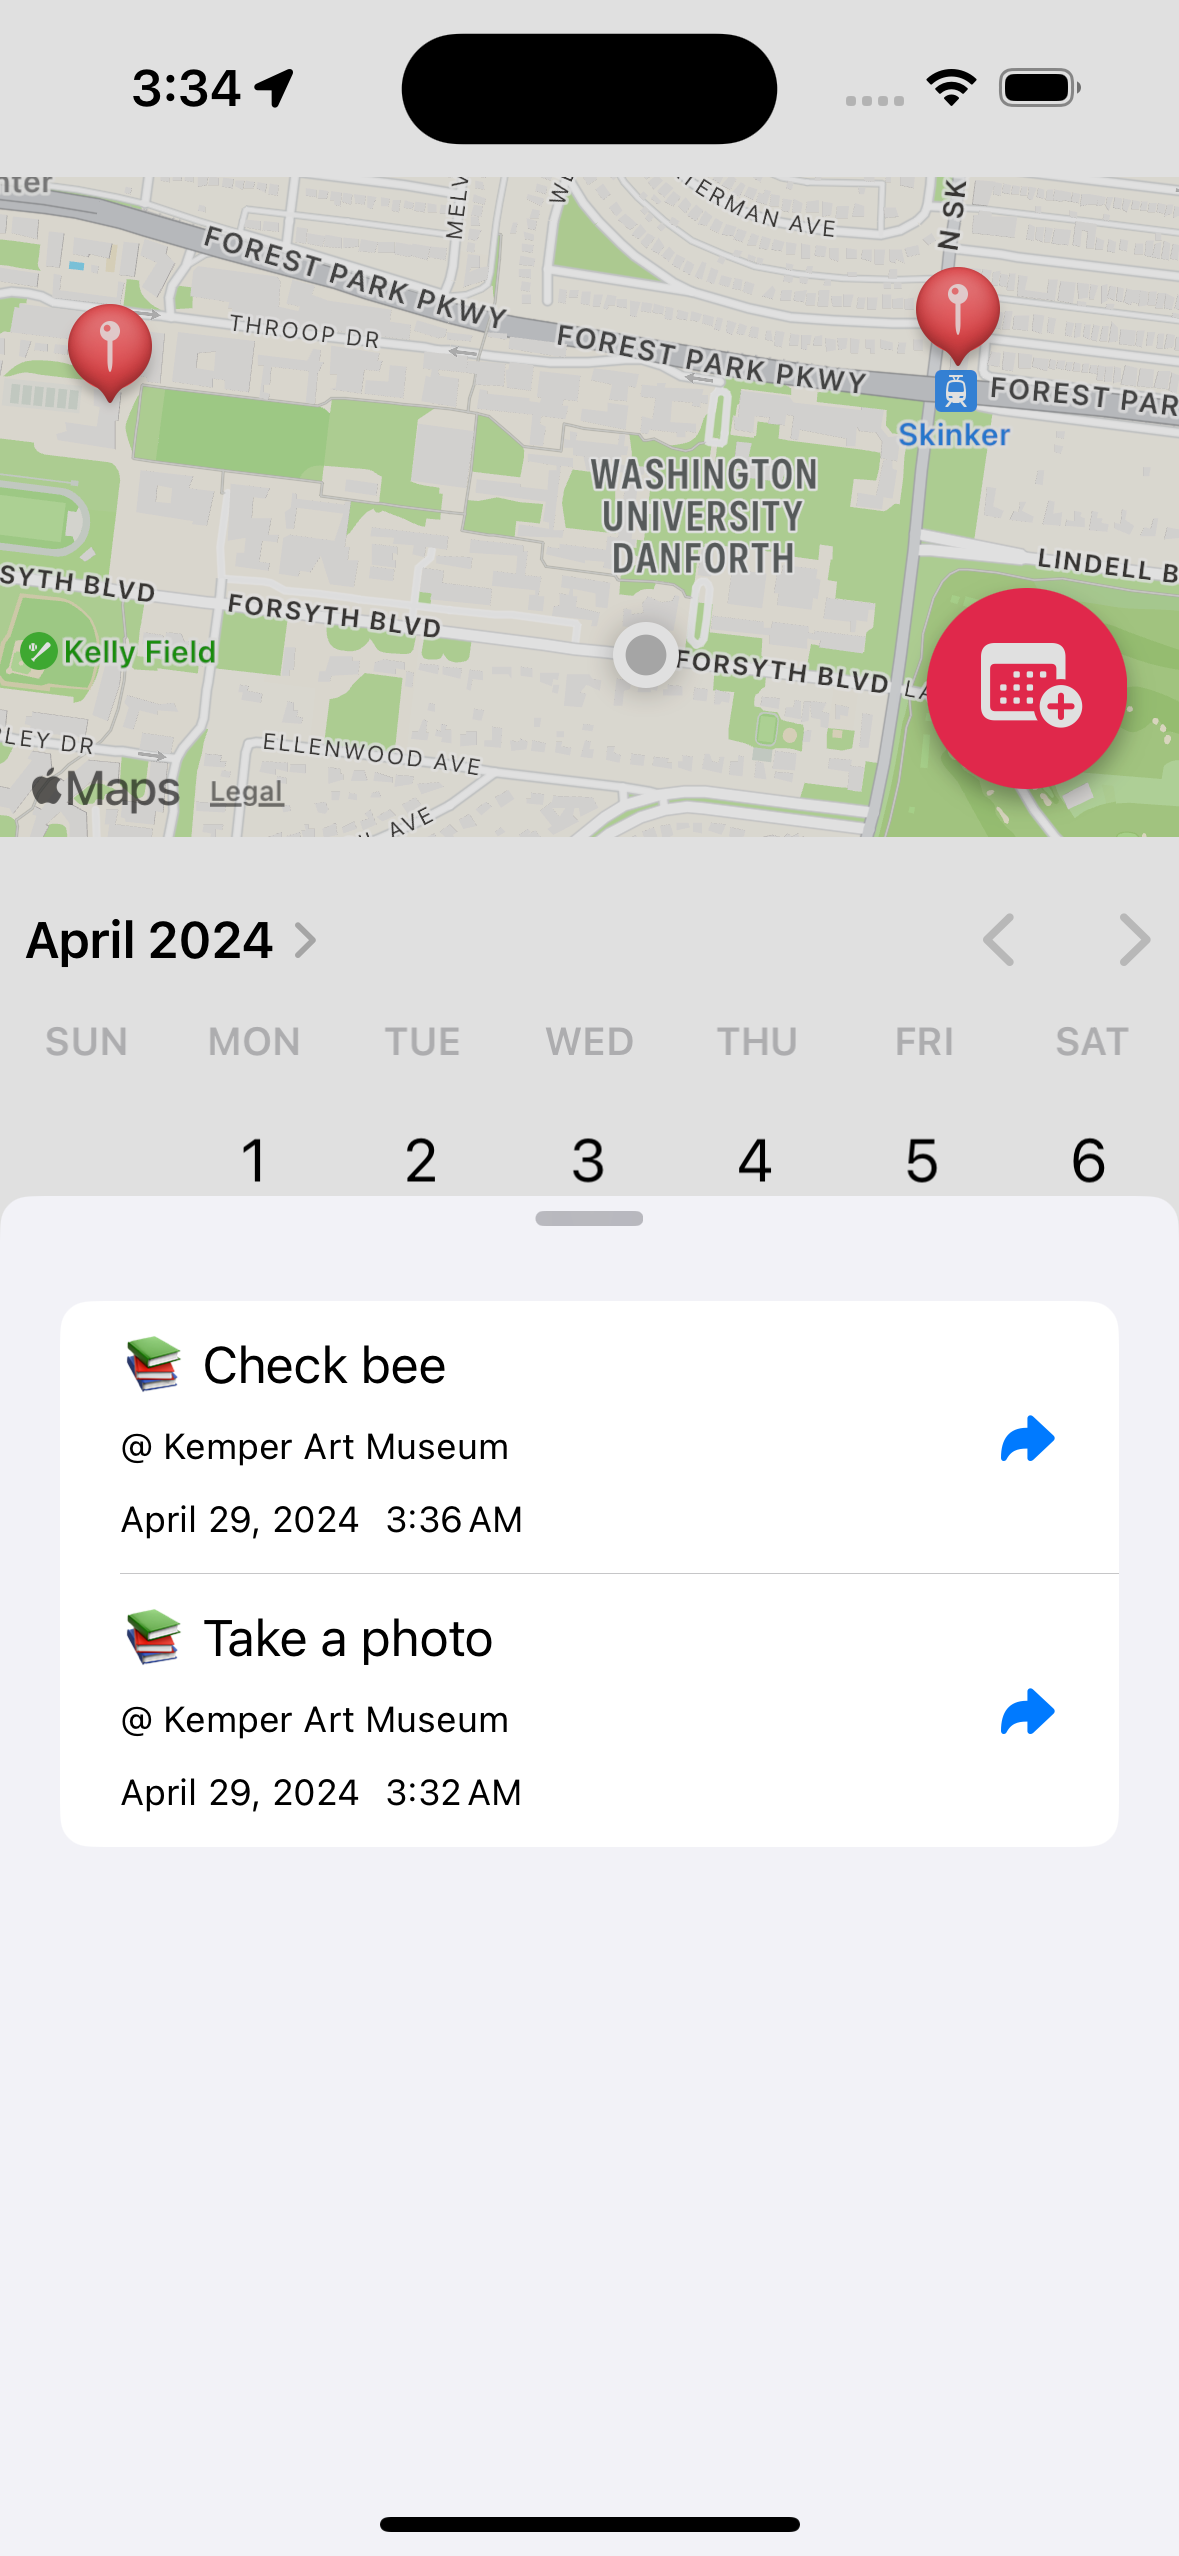 3:34
nter
MELV
WATERMAN AVE
N SK
FOREST PARK PKWY
THROOP DR
FOREST PARK PKWY
FOREST PAR
Skinker
WASHINGTON
UNIVERSITY
DANFORTH
LINDELL B
SYTH BLVD
FORSYTH BLVD
Kelly Field
FORSYTH BLVD
LA
LEY DR
ELLENWOOD AVE
AVE
Maps
Legal
April 2024
SUN MON TUE WED THU FRI SAT
1 2 3 4 5 6
Check bee
@ Kemper Art Museum
April 29, 2024 3:36 AM
Take a photo
@ Kemper Art Museum
April 29, 2024 3:32 AM